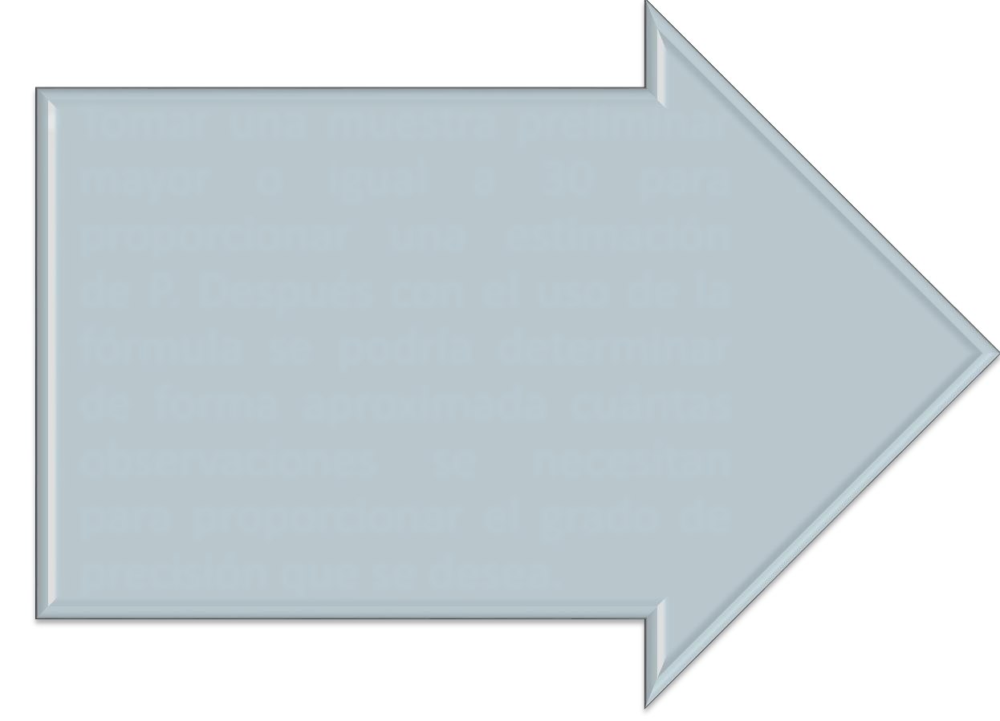 Tomar una muestra preliminar
mayor o igual a 30 para
proporcionar una estimación
de P. Después con el uso de la
fórmula se podría determinar
de forma aproximada cuántas
observaciones se necesitan
para proporcionar el grado de
precisión que se desea.